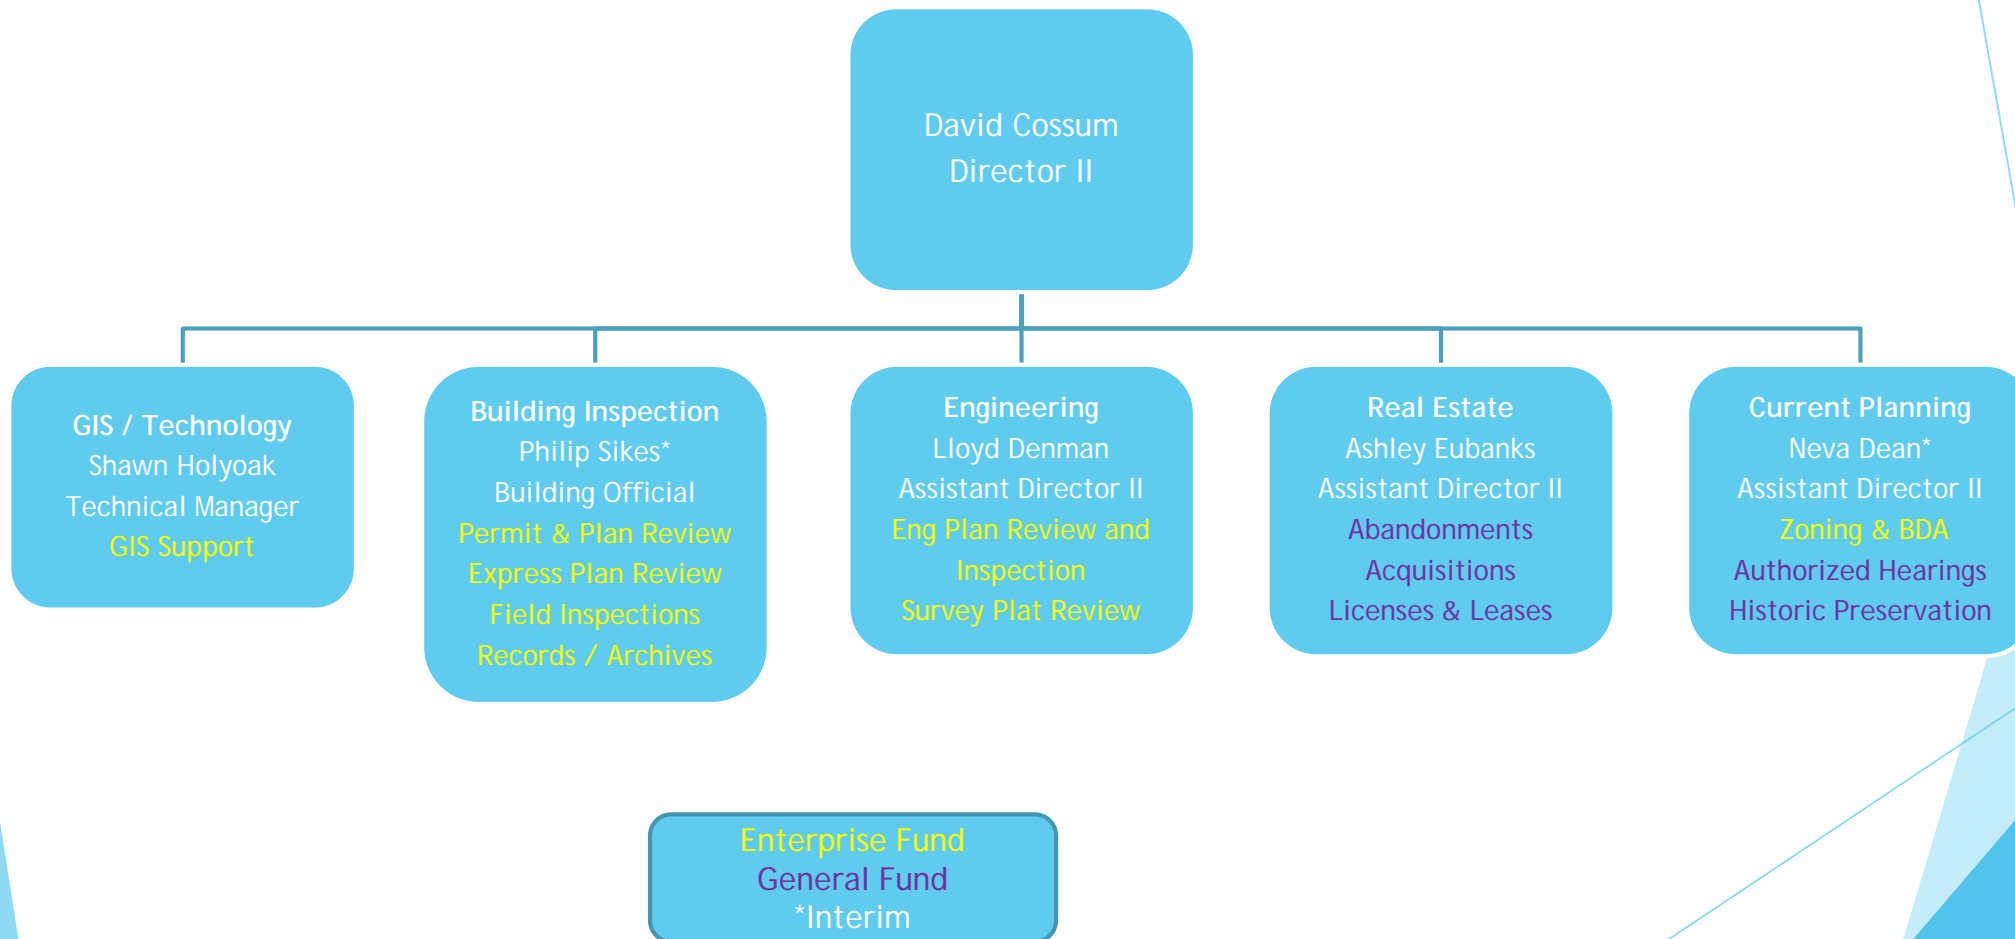 David Cossum
Director II
GIS / Technology
Shawn Holyoak
Technical Manager
GIS Support
Building Inspection
Philip Sikes*
Building Official
Permit & Plan Review
Express Plan Review
Field Inspections
Records / Archives
Engineering
Lloyd Denman
Assistant Director II
Eng Plan Review and
Inspection
Survey Plat Review
Real Estate
Ashley Eubanks
Assistant Director II
Abandonments
Acquisitions
Licenses & Leases
Current Planning
Neva Dean*
Assistant Director II
Zoning & BDA
Authorized Hearings
Historic Preservation
Enterprise Fund
General Fund
*Interim